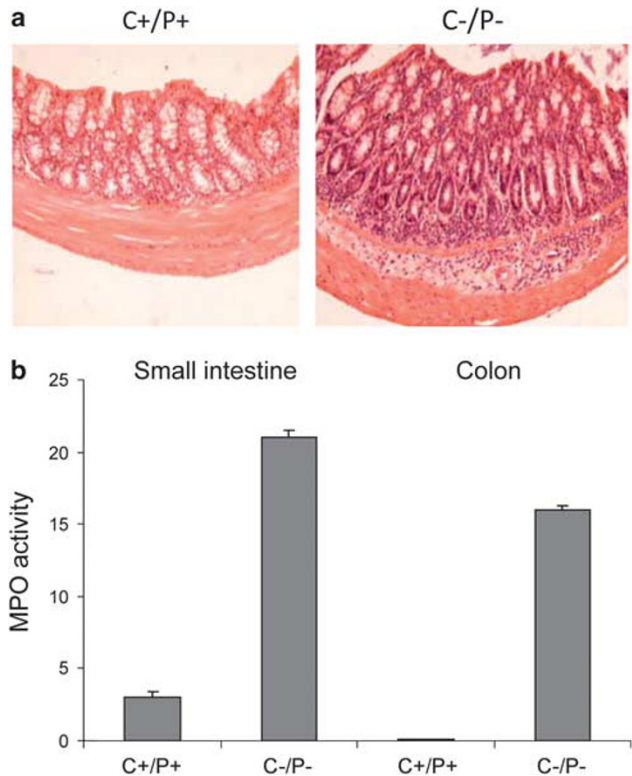 a
C+/P+ C-/P-
b
Small intestine Colon
25
20
15
10
5
0
MPO activity
C+/P+ C-/P- C+/P+ C-/P-